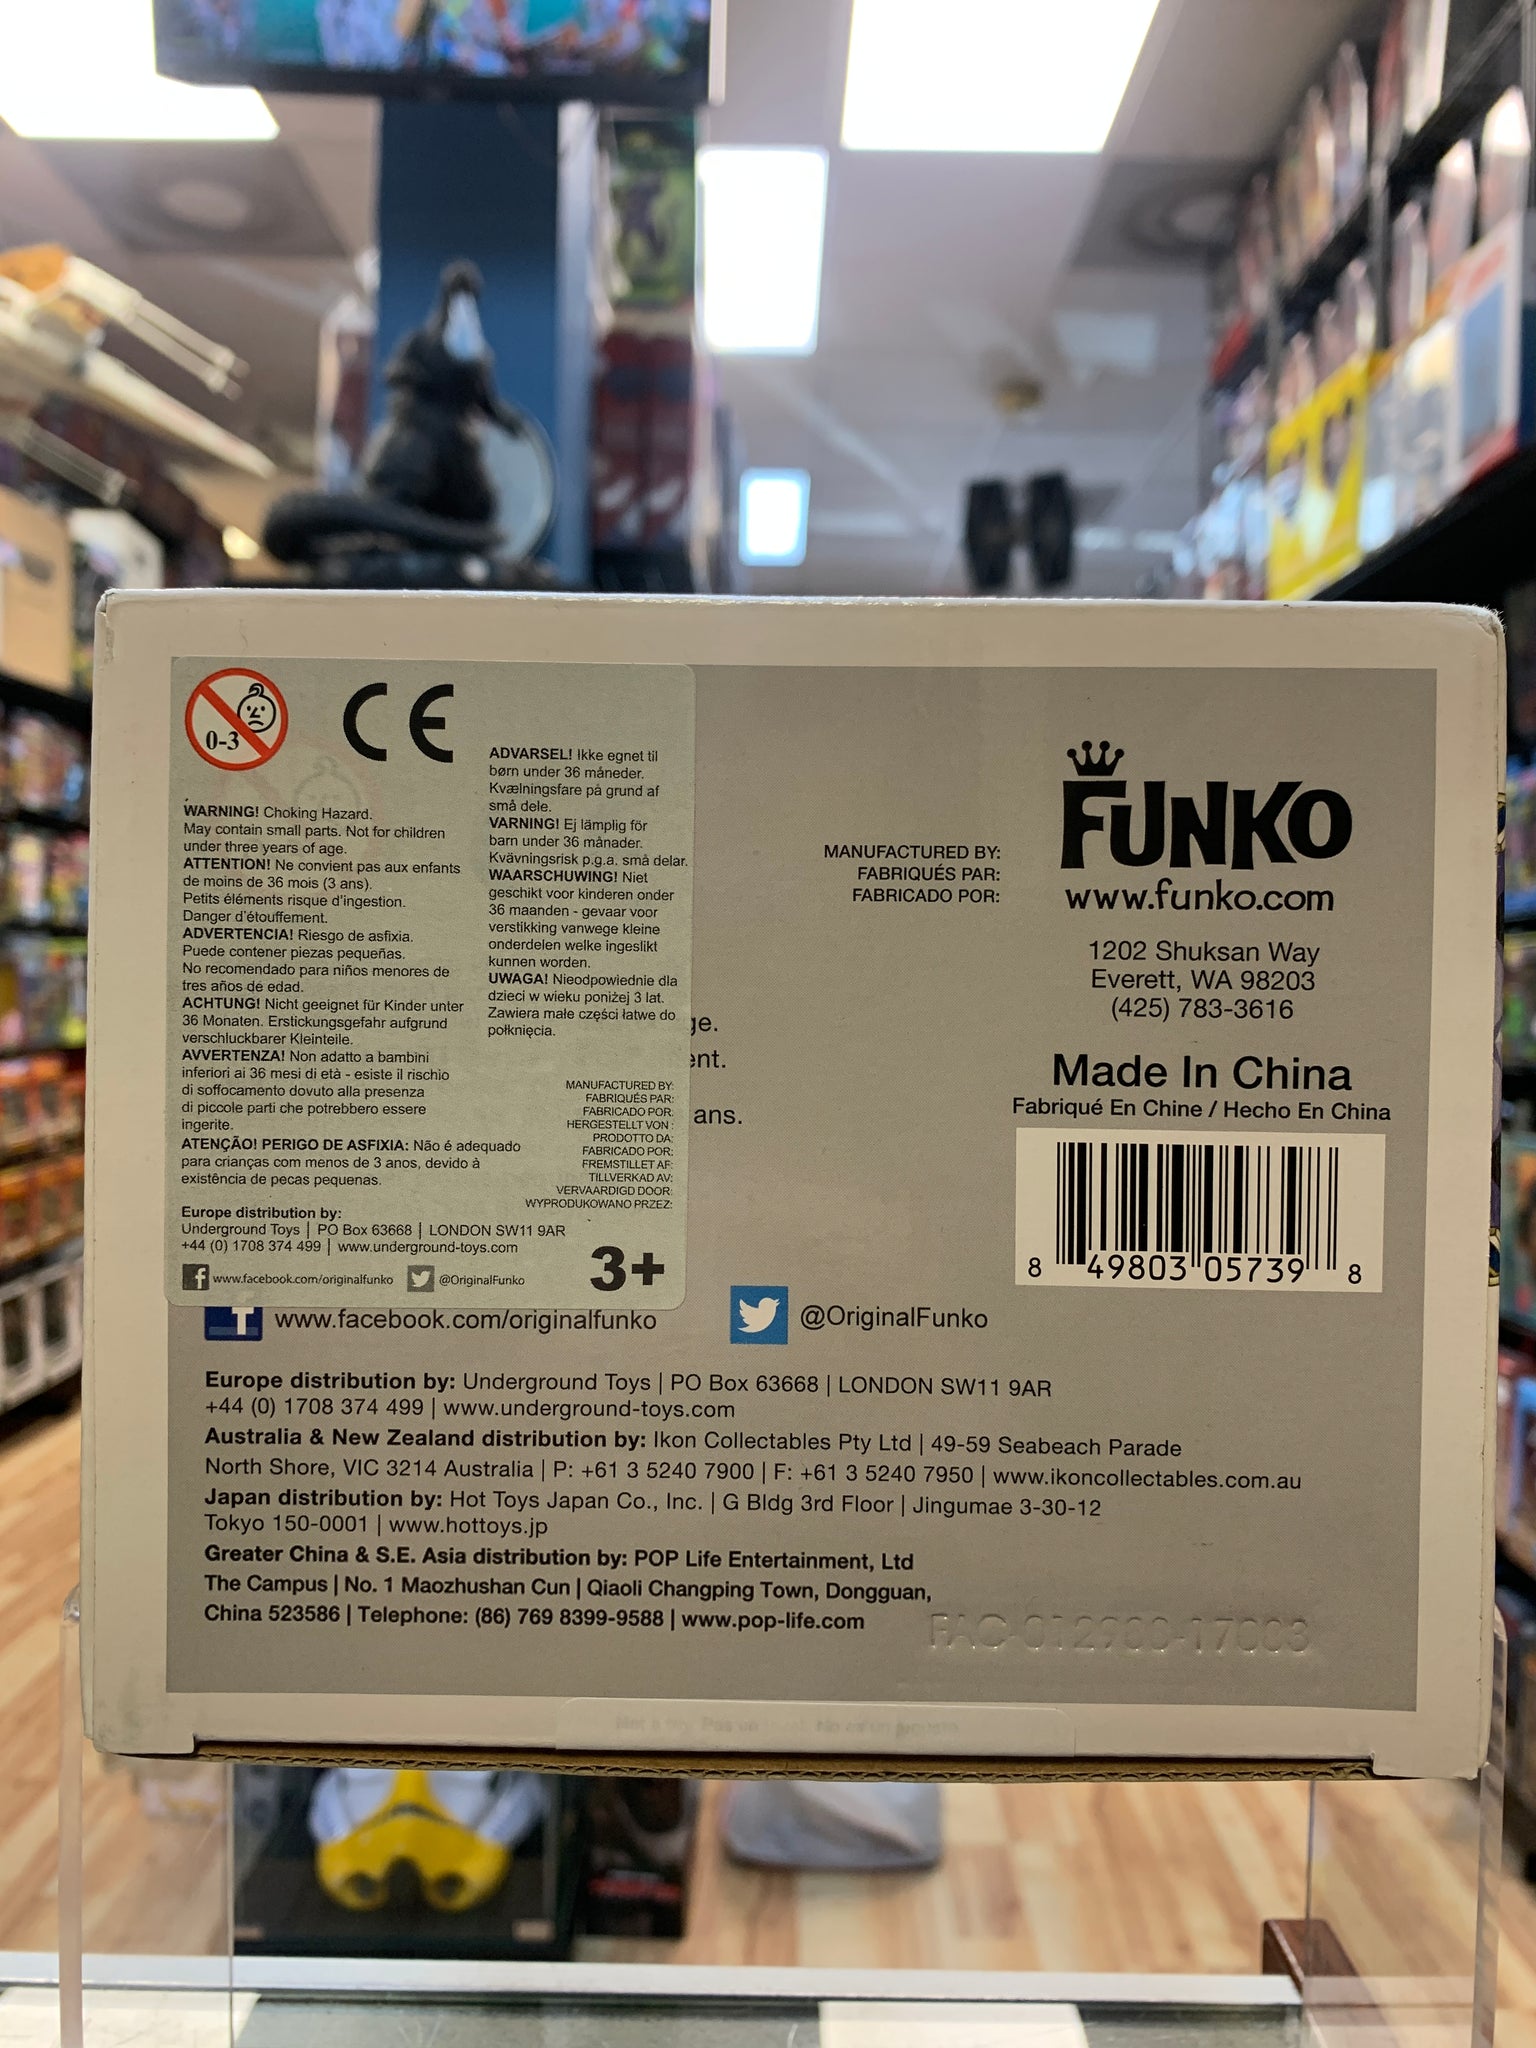 0-3
CE
WARNING! Choking Hazard.
May contain small parts. Not for children
under three years of age.
ATTENTION! Ne convient pas aux enfants
de moins de 36 mois (3 ans).
Petits éléments risque d'ingestion.
Danger d'étouffement.
ADVERTENCIA! Riesgo de asfixia.
Puede contener piezas pequeñas.
No recomendado para niños menores de
tres años de edad.
ACHTUNG! Nicht geeignet für Kinder unter
36 Monaten. Erstickungsgefahr aufgrund
verschluckbarer Kleinteile.
AVVERTENZA! Non adatto a bambini
inferiori ai 36 mesi di età - esiste il rischio
di soffocamento dovuto alla presenza
di piccole parti che potrebbero essere
ingerite.
ATENÇÃO! PERIGO DE ASFIXIA: Não é adequado
para crianças com menos de 3 anos, devido à
existência de pecas pequenas.
ADVARSEL! Ikke egnet til
børn under 36 måneder.
Kvælningsfare på grund af
små dele.
VARNING! Ej lämplig för
barn under 36 månader.
Kvävningsrisk p.g.a. små delar.
WAARSCHUWING! Niet
geschikt voor kinderen onder
36 maanden - gevaar voor
verstikking vanwege kleine
onderdelen welke ingeslikt
kunnen worden.
UWAGA! Nieodpowiednie dla
dzieci w wieku poniżej 3 lat.
Zawiera małe części łatwe do
połknięcia.
MANUFACTURED BY:
FABRIQUÉS PAR:
FABRICADO POR:
HERGESTELLT VON :
PRODOTTO DA:
FABRICADO POR:
FREMSTILLET AF:
TILLVERKAD AV:
VERVAARDIGD DOOR:
WYPRODUKOWANO PRZEZ:
Europe distribution by:
Underground Toys | PO Box 63668 | LONDON SW11 9AR
+44 (0) 1708 374 499 | www.underground-toys.com
www.facebook.com/originalfunko @OriginalFunko
3+
ge.
ent.
ans.
MANUFACTURED BY:
FABRIQUÉS PAR:
FABRICADO POR:
FUNKO
www.funko.com
1202 Shuksan Way
Everett, WA 98203
(425) 783-3616
Made In China
Fabriqué En Chine / Hecho En China
8 49803 05739 8
www.facebook.com/originalfunko @OriginalFunko
Europe distribution by: Underground Toys | PO Box 63668 | LONDON SW11 9AR
+44 (0) 1708 374 499 | www.underground-toys.com
Australia & New Zealand distribution by: Ikon Collectables Pty Ltd | 49-59 Seabeach Parade
North Shore, VIC 3214 Australia | P: +61 3 5240 7900 | F: +61 3 5240 7950 | www.ikoncollectables.com.au
Japan distribution by: Hot Toys Japan Co., Inc. | G Bldg 3rd Floor | Jingumae 3-30-12
Tokyo 150-0001 | www.hottoys.jp
Greater China & S.E. Asia distribution by: POP Life Entertainment, Ltd
The Campus | No. 1 Maozhushan Cun | Qiaoli Changping Town, Dongguan,
China 523586 | Telephone: (86) 769 8399-9588 | www.pop-life.com